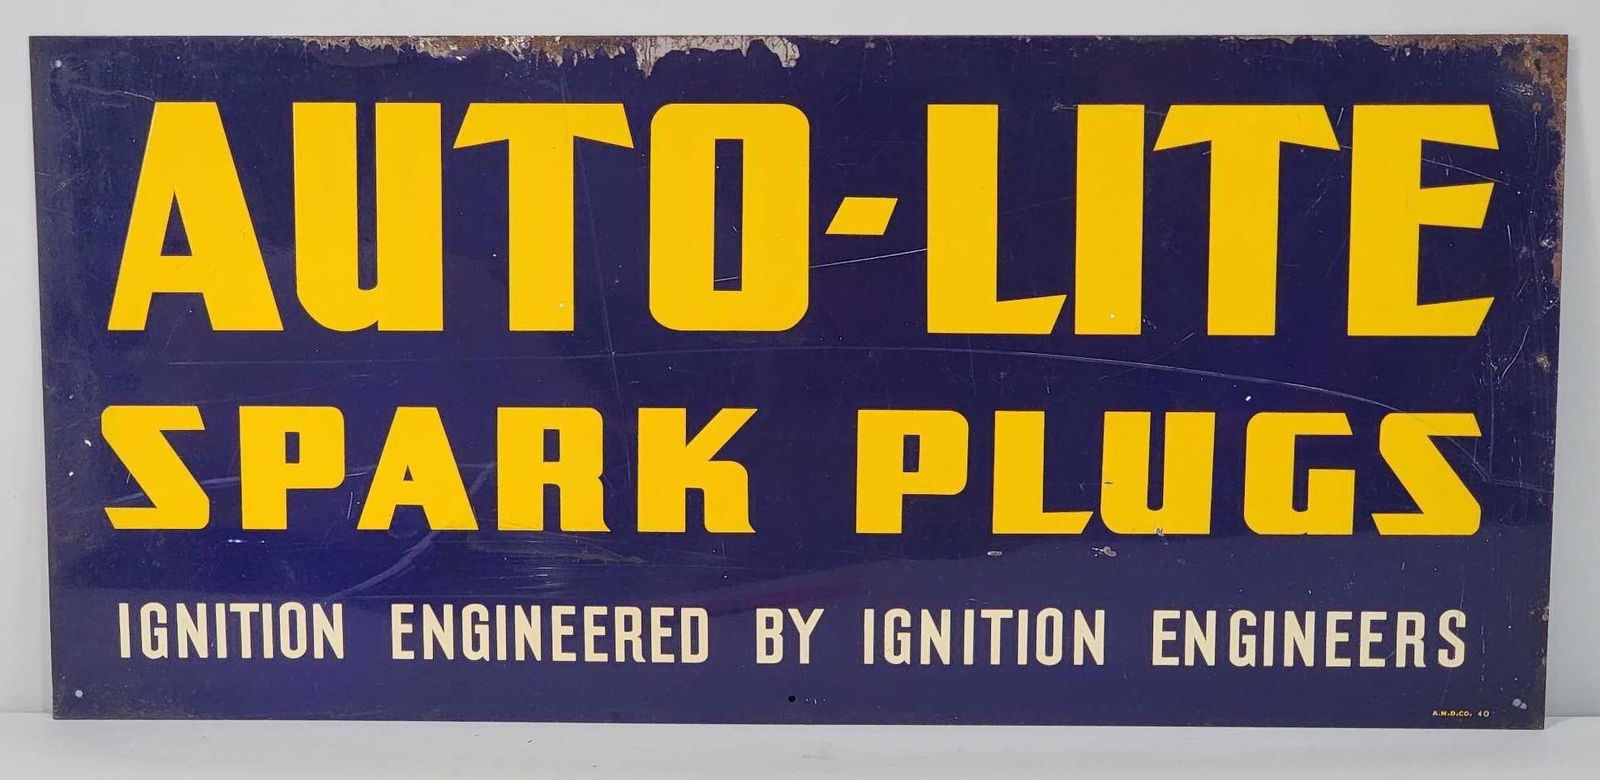 AUTO-LITE
SPARK PLUGS
IGNITION ENGINEERED BY IGNITION ENGINEERS
A.M.D.CO. 40